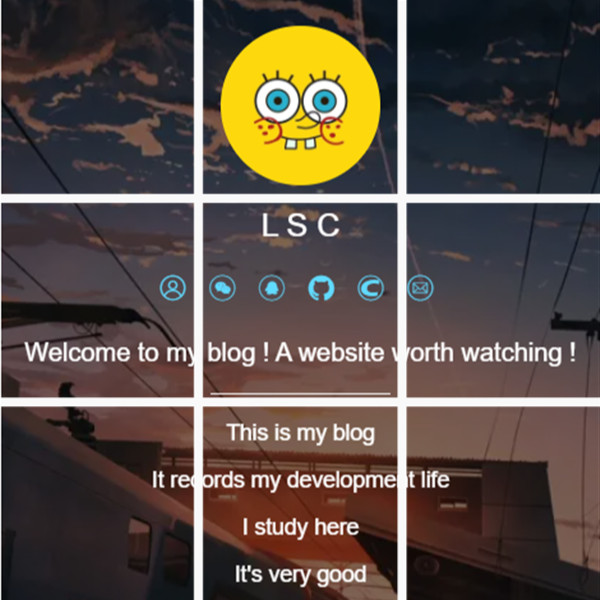 LSC
Welcome to my blog ! A website worth watching !
This is my blog
It records my development life
I study here
It's very good